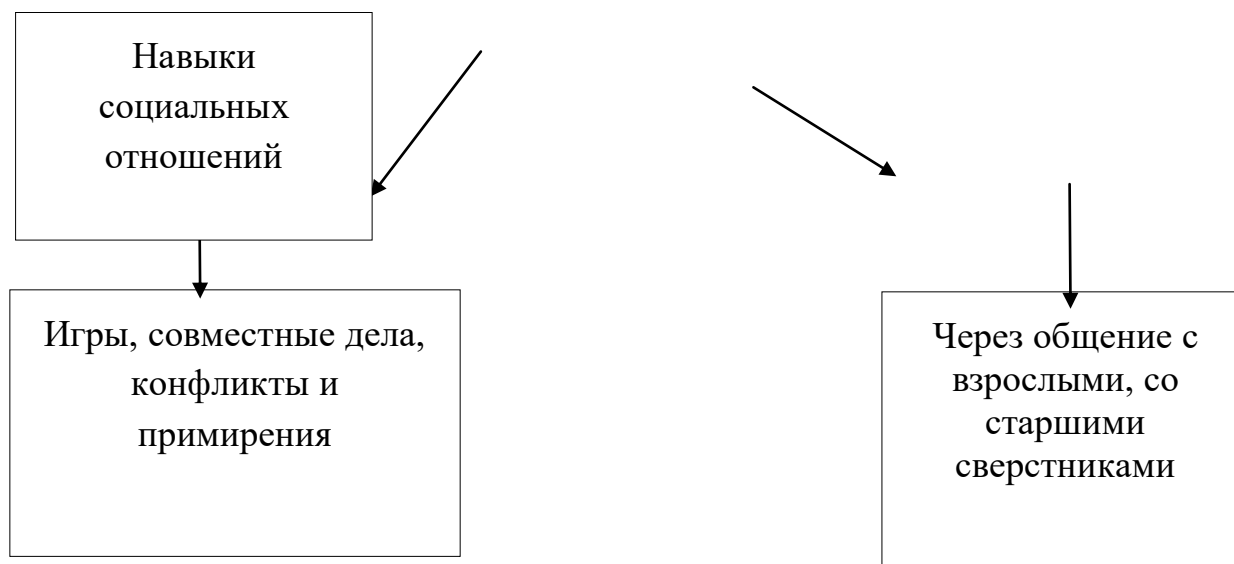 Навыки
социальных
отношений
Игры, совместные дела,
конфликты и
примирения
Через общение с
взрослыми, со
старшими
сверстниками